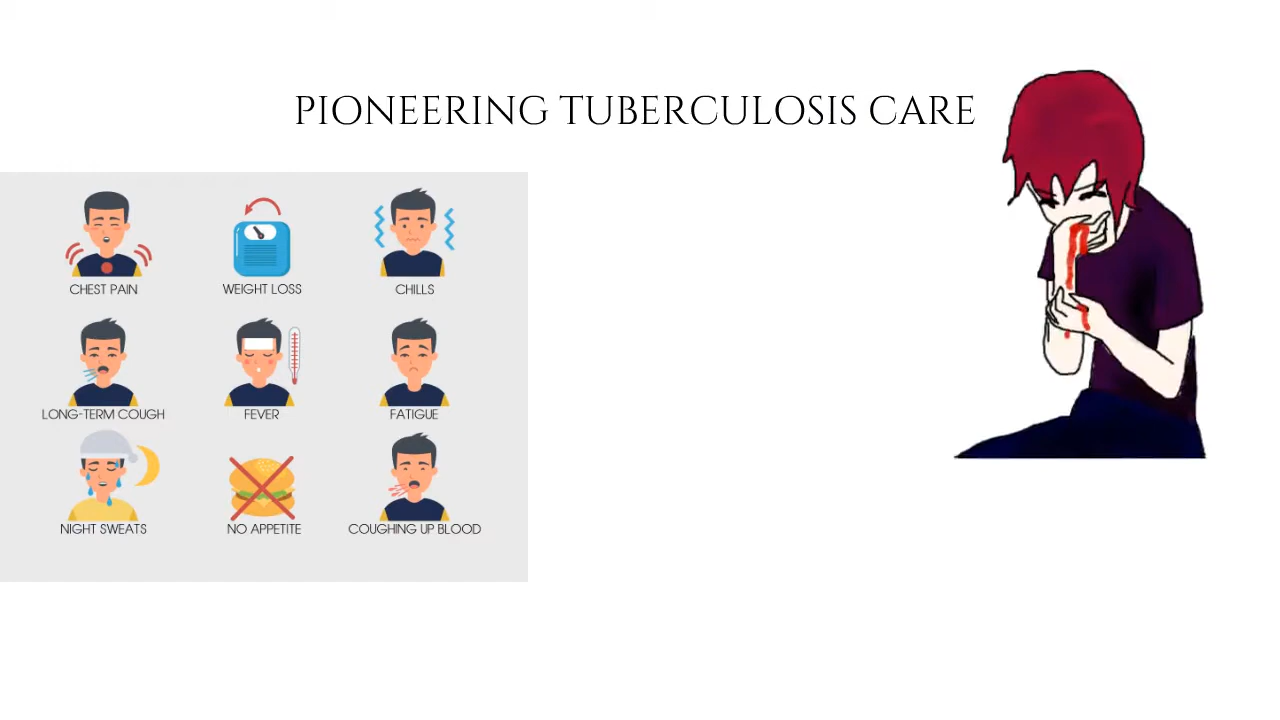 PIONEERING TUBERCULOSIS CARE
CHEST PAIN
WEIGHT LOSS
CHILLS
LONG-TERM COUGH
FEVER
FATIGUE
NIGHT SWEATS
NO APPETITE
COUGHING UP BLOOD